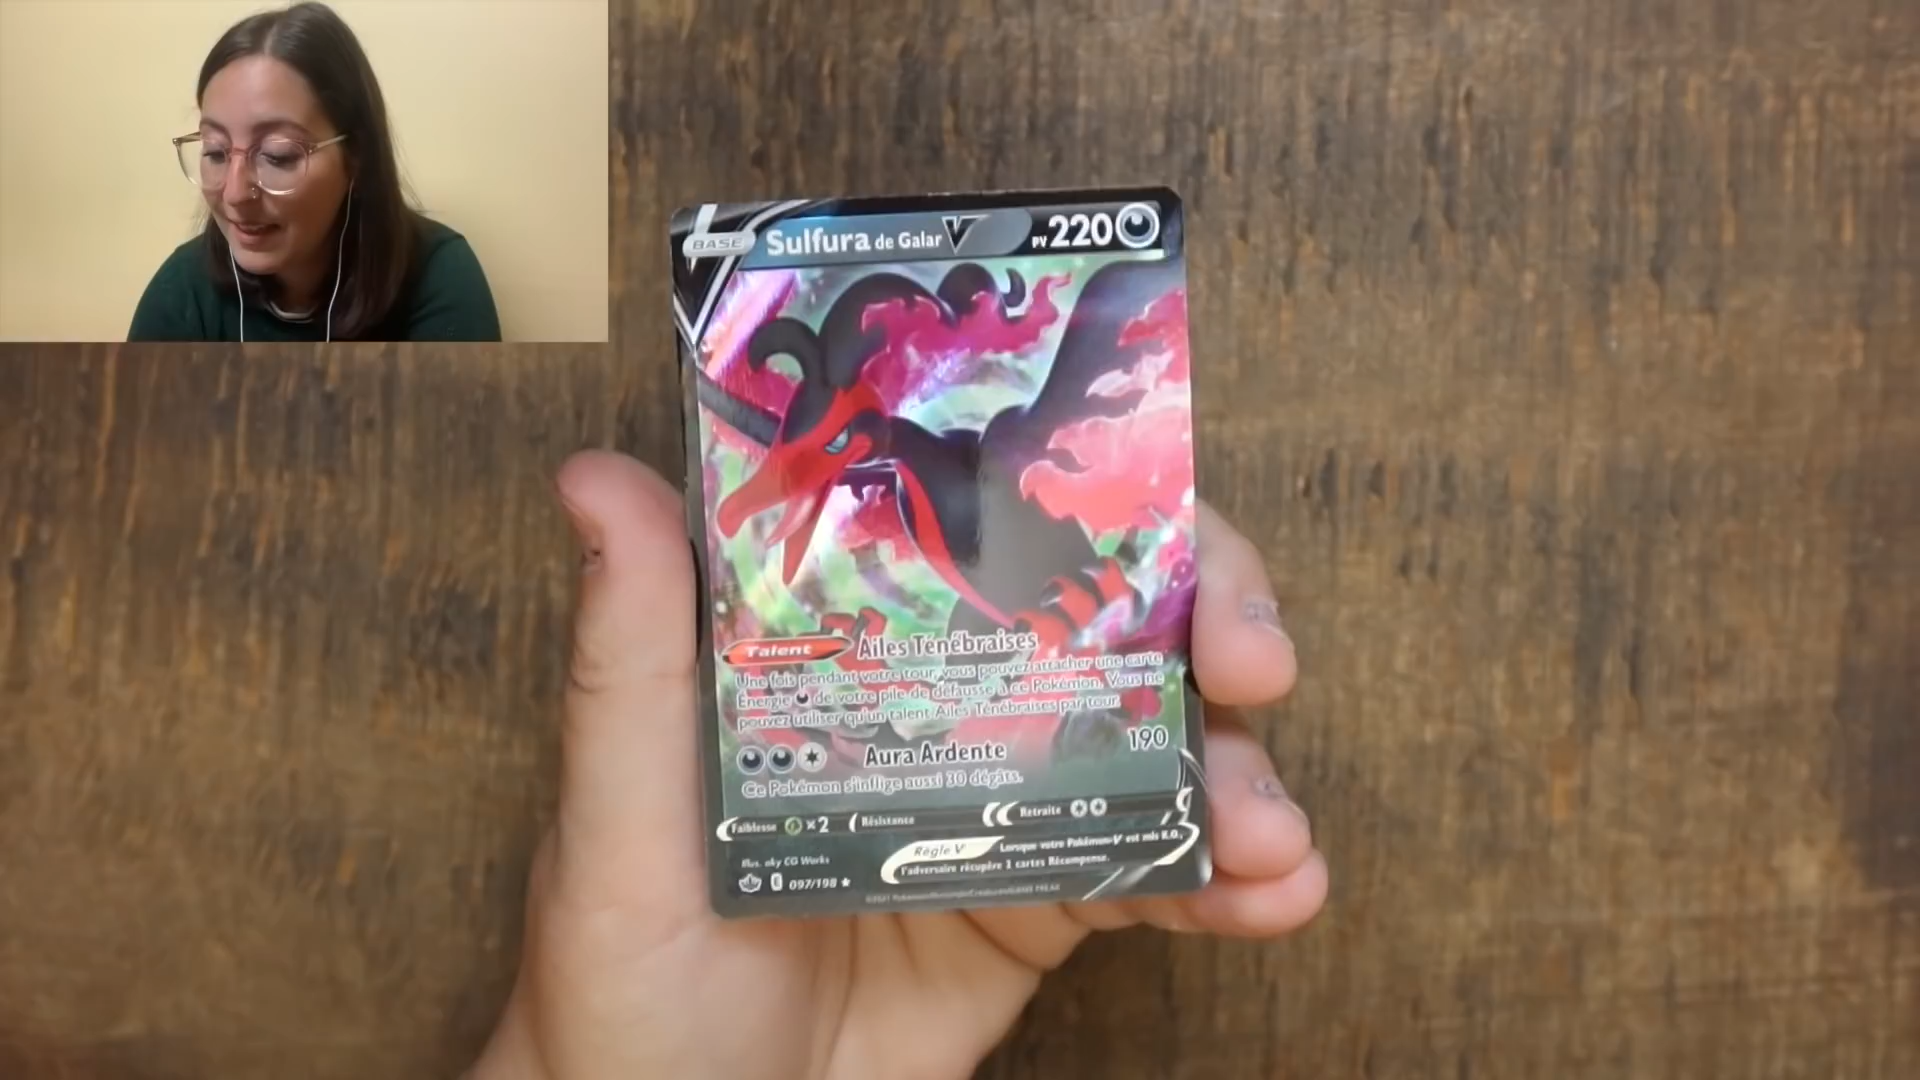 BASE Sulfura de Galar V PV 220
Talent Ailes Ténébraises
Une fois pendant votre tour, vous pouvez attacher une carte
Énergie de votre pile de défausse à ce Pokémon. Vous ne
pouvez utiliser qu'un talent Ailes Ténébraises par tour.
Aura Ardente 190
Ce Pokémon s'inflige aussi 30 dégâts.
Faiblesse ×2 Résistance Retraite
Règle V Lorsque votre Pokémon-V est mis K.O.,
l'adversaire récupère 2 cartes Récompense.
Illus. aky CG Works
E 097/198 ★